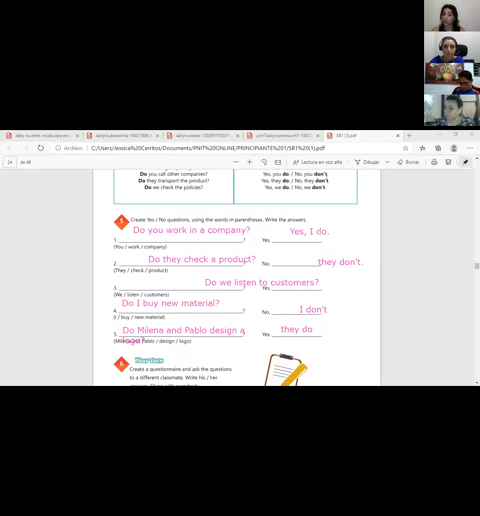 SB1 (1).pdf
Archivo
C:/Users/Jessica%20Cerritos/Documents/PNIT%20ONLINE/PRINCIPIANTE%201/SB1%20(1).pdf
24 de 46
Lectura en voz alta
Dibujar
Borrar
Do you call other companies?
Yes, you do. / No, you don't.
Do they transport the product?
Yes, they do. / No, they don't.
Do we check the policies?
Yes, we do. / No, we don't.
5. Create Yes / No questions, using the words in parentheses. Write the answers.
Do you work in a company?
Yes, I do.
1. ?
Yes.
(You / work / company)
Do they check a product?
they don't.
2. ?
No,
(They / check / product)
Do we listen to customers?
3. ?
Yes
(We / listen / customers)
Do I buy new material?
I don't
4. ?
No,
(I / buy / new material)
Do Milena and Pablo design a logo?
they do
5.
Yes,
Pablo / design / logo)
6. Your turn
Create a questionnaire and ask the questions
to a different classmate. Write his / her